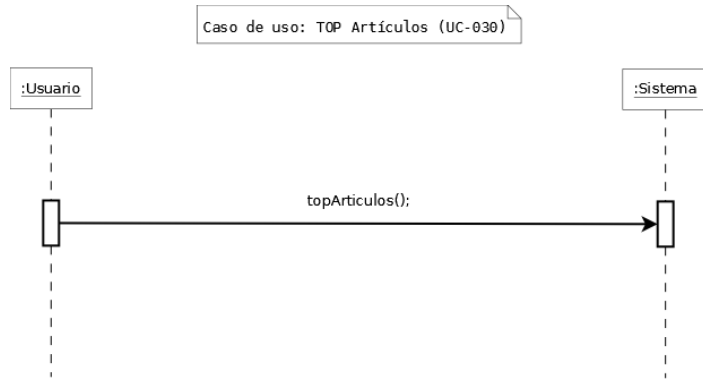 Caso de uso: TOP Artículos (UC-030)
:Usuario
:Sistema
topArticulos();